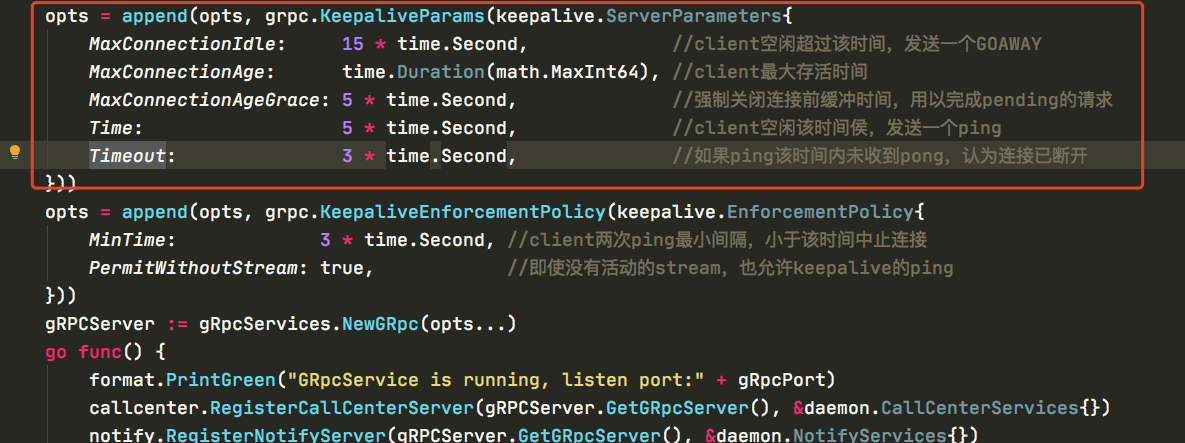 opts = append(opts, grpc.KeepaliveParams(keepalive.ServerParameters{
MaxConnectionIdle: 15 * time.Second, //client空闲超过该时间，发送一个GOAWAY
MaxConnectionAge: time.Duration(math.MaxInt64), //client最大存活时间
MaxConnectionAgeGrace: 5 * time.Second, //强制关闭连接前缓冲时间，用以完成pending的请求
Time: 5 * time.Second, //client空闲该时间侯，发送一个ping
Timeout: 3 * time.Second, //如果ping该时间内未收到pong，认为连接已断开
}))
opts = append(opts, grpc.KeepaliveEnforcementPolicy(keepalive.EnforcementPolicy{
MinTime: 3 * time.Second, //client两次ping最小间隔，小于该时间中止连接
PermitWithoutStream: true, //即使没有活动的stream，也允许keepalive的ping
}))
gRPCServer := gRpcServices.NewGRpc(opts...)
go func() {
format.PrintGreen("GRpcService is running, listen port:" + gRpcPort)
callcenter.RegisterCallCenterServer(gRPCServer.GetGRpcServer(), &daemon.CallCenterServices{})
notify.RegisterNotifyServer(gRPCServer.GetGRpcServer(), &daemon.NotifyServices{})